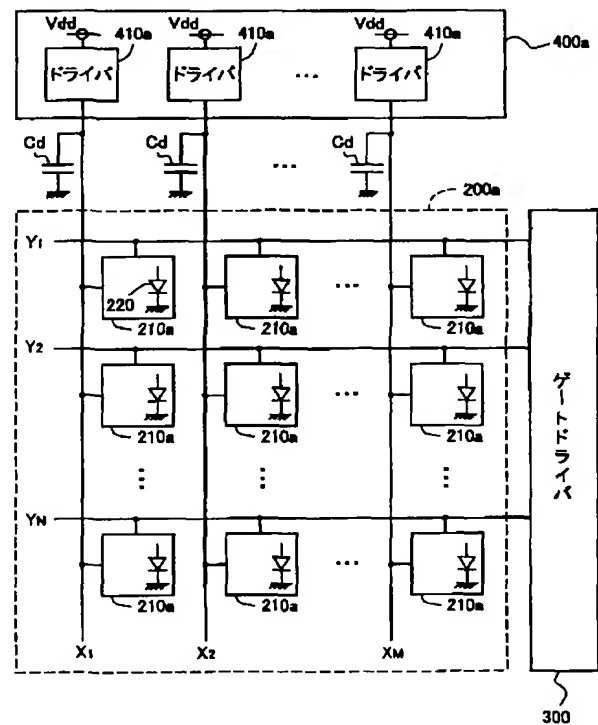 Vdd 410a Vdd 410a Vdd 410a
ドライバ ドライバ … ドライバ 400a
Cd Cd … Cd
200a
Y1
220
210a 210a … 210a
Y2
210a 210a … 210a
ゲートドライバ
YN
210a 210a … 210a
X1 X2 XM
300